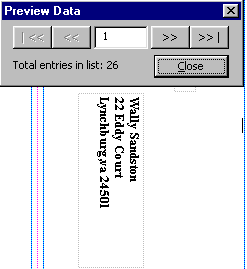 Preview Data
|<<
<<
1
>>
>>|
Total entries in list: 26
Close
Wally Sandston
22 Eddy Court
Lynchburg,va 24501